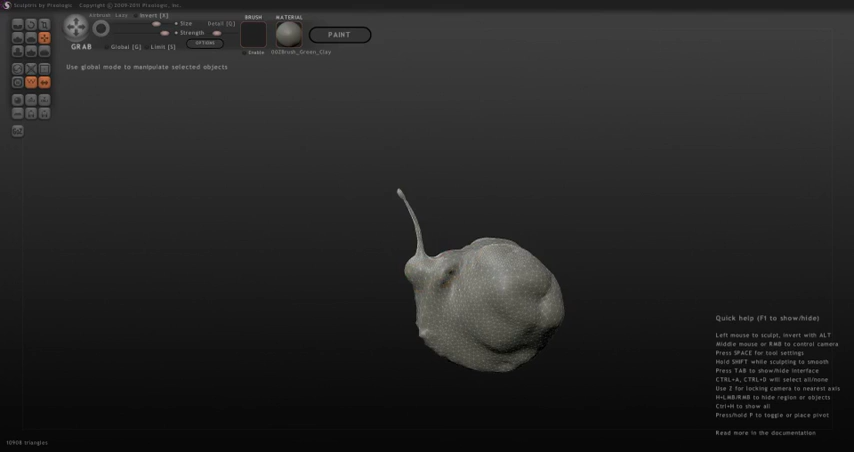 Sculptris by Pixologic. Copyright (c) 2009-2011 Pixologic, Inc.
Airbrush Lazy Invert [X]
Size Detail [Q]
Strength
GRAB Global [G] Limit [S] OPTIONS
BRUSH
Enable
MATERIAL
003Brush_Green_Clay
PAINT
Use global mode to manipulate selected objects
Quick help (F1 to show/hide)
Left mouse to sculpt, invert with ALT
Middle mouse or RMB to control camera
Press SPACE for tool settings
Hold SHIFT while sculpting to smooth
Press TAB to show/hide interface
CTRL+A, CTRL+D will select all/none
Use Z for locking camera to nearest axis
H+LMB/RMB to hide region or objects
Ctrl+H to show all
Press/hold P to toggle or place pivot
Read more in the documentation
10908 triangles